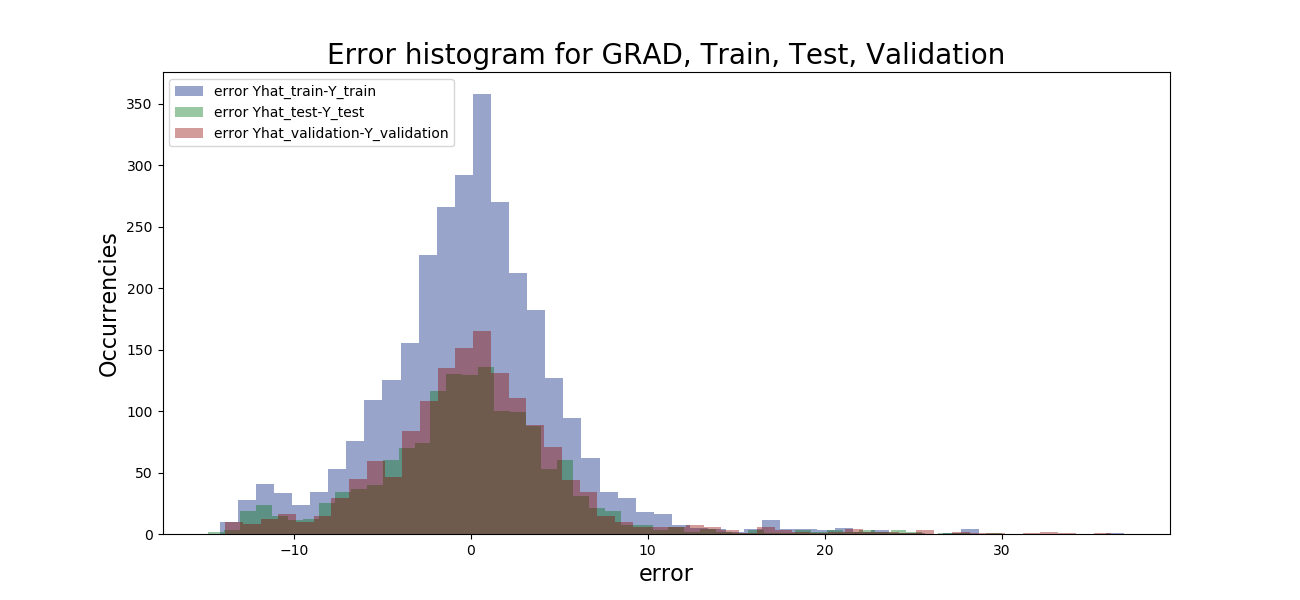 Error histogram for GRAD, Train, Test, Validation
error Yhat_train-Y_train
error Yhat_test-Y_test
error Yhat_validation-Y_validation
350
300
250
200
150
100
50
0
Occurrencies
−10 0 10 20 30
error